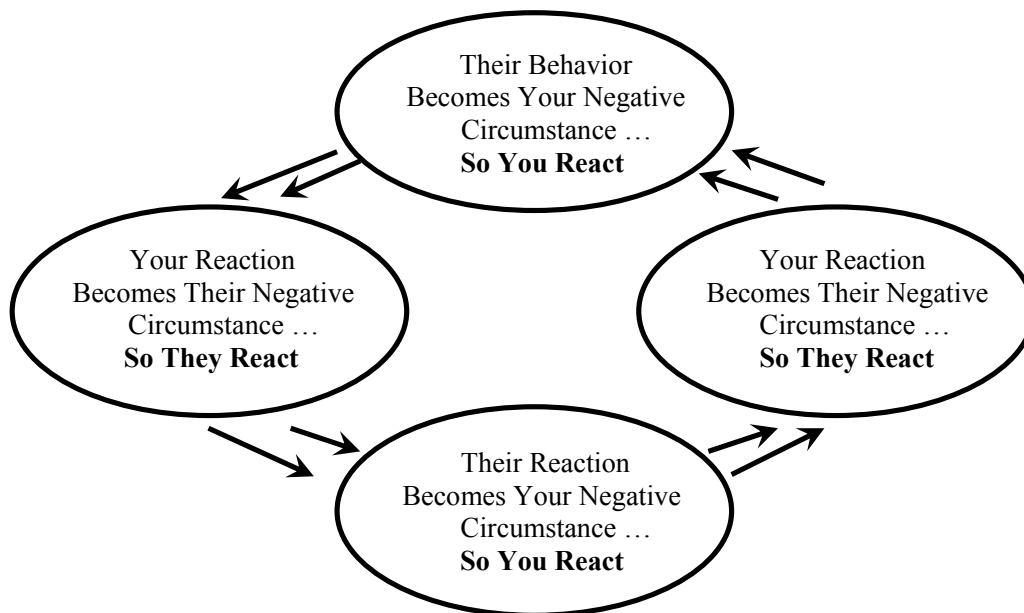 Their Behavior
Becomes Your Negative
Circumstance …
So You React
Your Reaction
Becomes Their Negative
Circumstance …
So They React
Their Reaction
Becomes Your Negative
Circumstance …
So You React
Your Reaction
Becomes Their Negative
Circumstance …
So They React